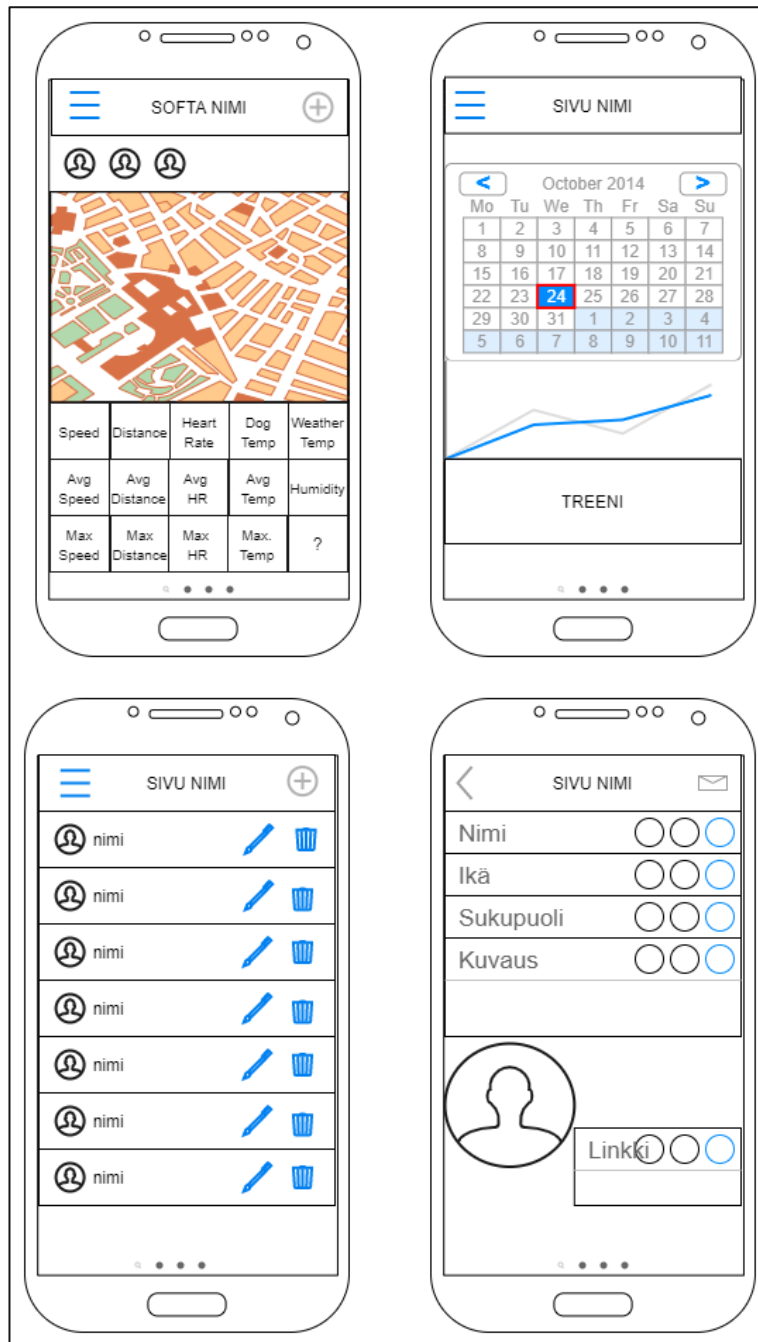 SOFTA NIMI
Speed Distance Heart Rate Dog Temp Weather Temp
Avg Speed Avg Distance Avg HR Avg Temp Humidity
Max Speed Max Distance Max HR Max. Temp ?
SIVU NIMI
< October 2014 >
Mo Tu We Th Fr Sa Su
1 2 3 4 5 6 7
8 9 10 11 12 13 14
15 16 17 18 19 20 21
22 23 24 25 26 27 28
29 30 31 1 2 3 4
5 6 7 8 9 10 11
TREENI
SIVU NIMI
nimi
nimi
nimi
nimi
nimi
nimi
nimi
SIVU NIMI
Nimi
Ikä
Sukupuoli
Kuvaus
Linkki